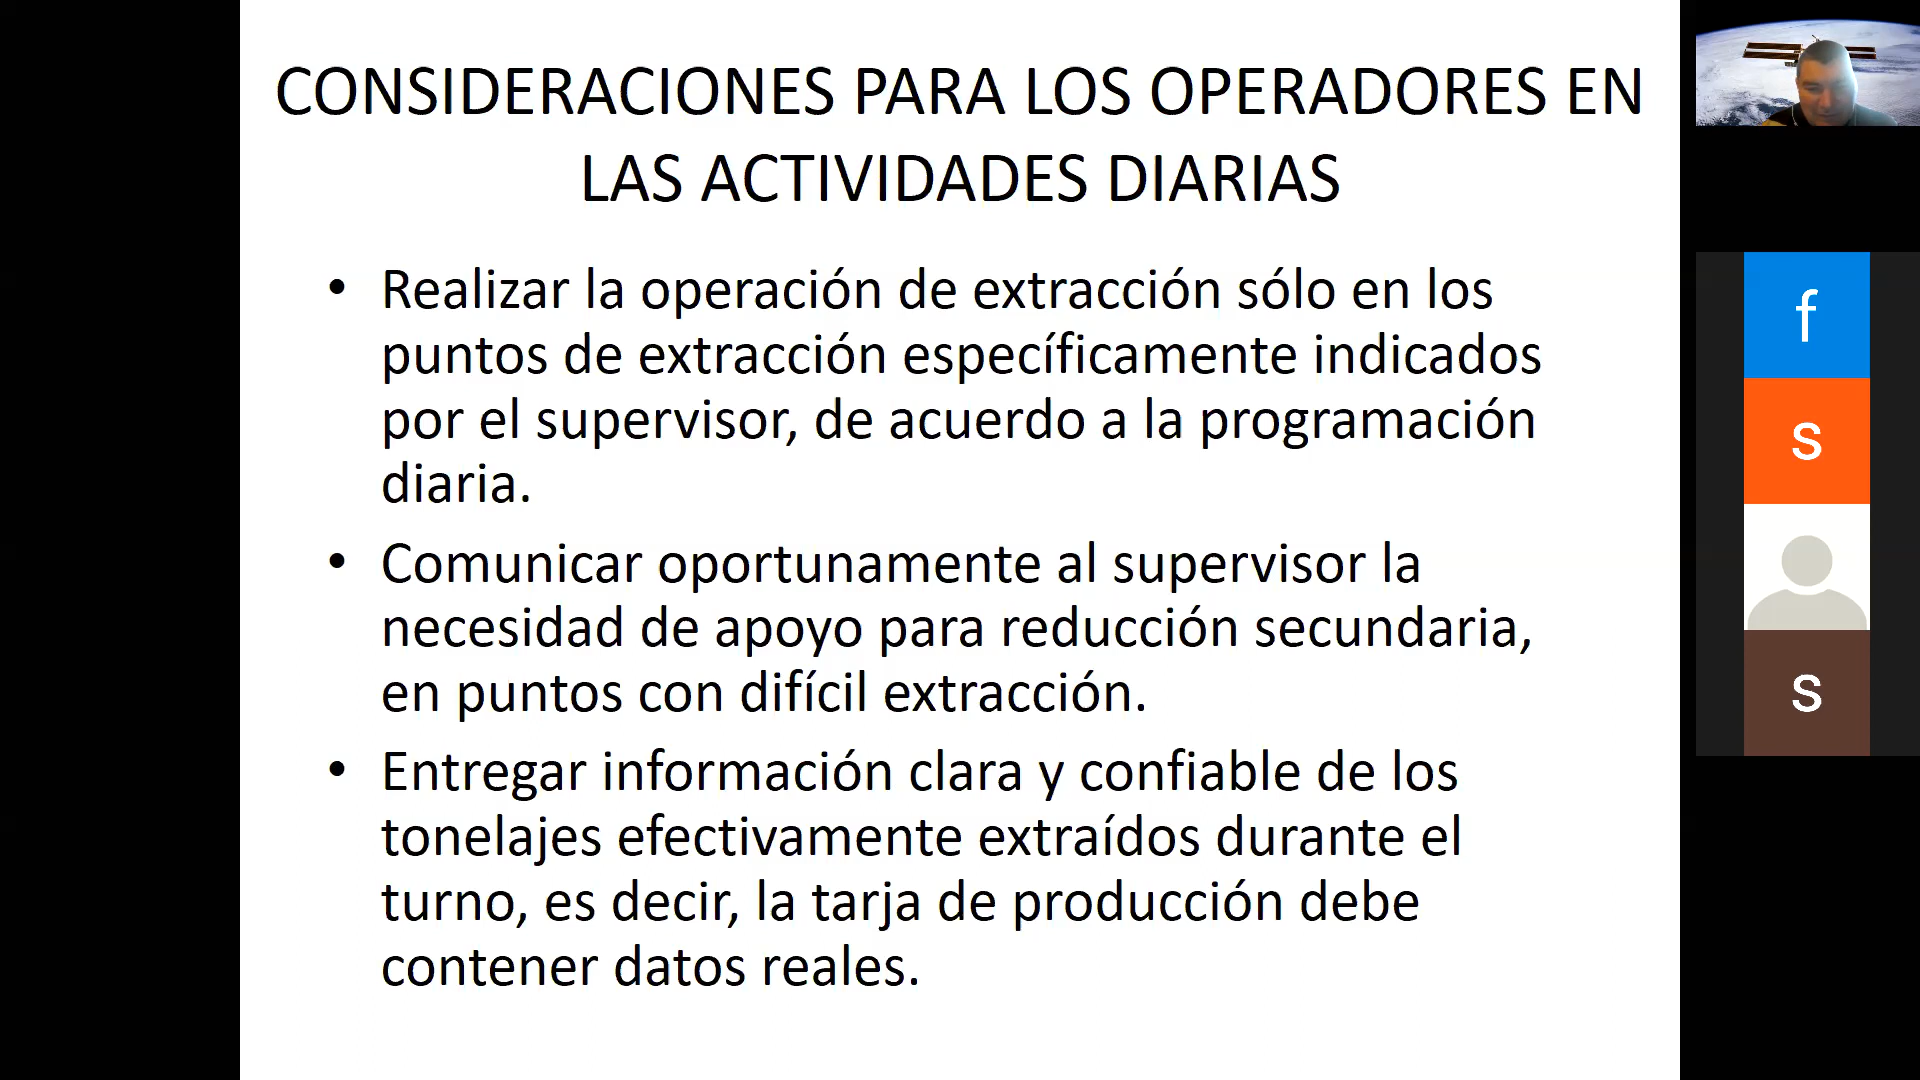 CONSIDERACIONES PARA LOS OPERADORES EN
LAS ACTIVIDADES DIARIAS
• Realizar la operación de extracción sólo en los
puntos de extracción específicamente indicados
por el supervisor, de acuerdo a la programación
diaria.
• Comunicar oportunamente al supervisor la
necesidad de apoyo para reducción secundaria,
en puntos con difícil extracción.
• Entregar información clara y confiable de los
tonelajes efectivamente extraídos durante el
turno, es decir, la tarja de producción debe
contener datos reales.
f
s
s